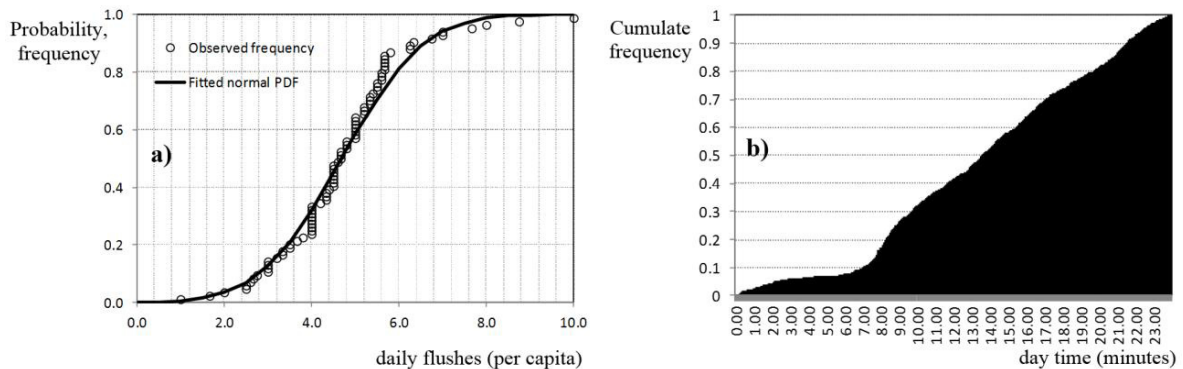 Probability,
frequency
1.0
0.8
0.6
0.4
0.2
0.0
Observed frequency
Fitted normal PDF
a)
0.0 2.0 4.0 6.0 8.0 10.0
daily flushes (per capita)
Cumulate
frequency
1
0.9
0.8
0.7
0.6
0.5
0.4
0.3
0.2
0.1
0
b)
0.00 1.00 2.00 3.00 4.00 5.00 6.00 7.00 8.00 9.00 10.00 11.00 12.00 13.00 14.00 15.00 16.00 17.00 18.00 19.00 20.00 21.00 22.00 23.00
day time (minutes)